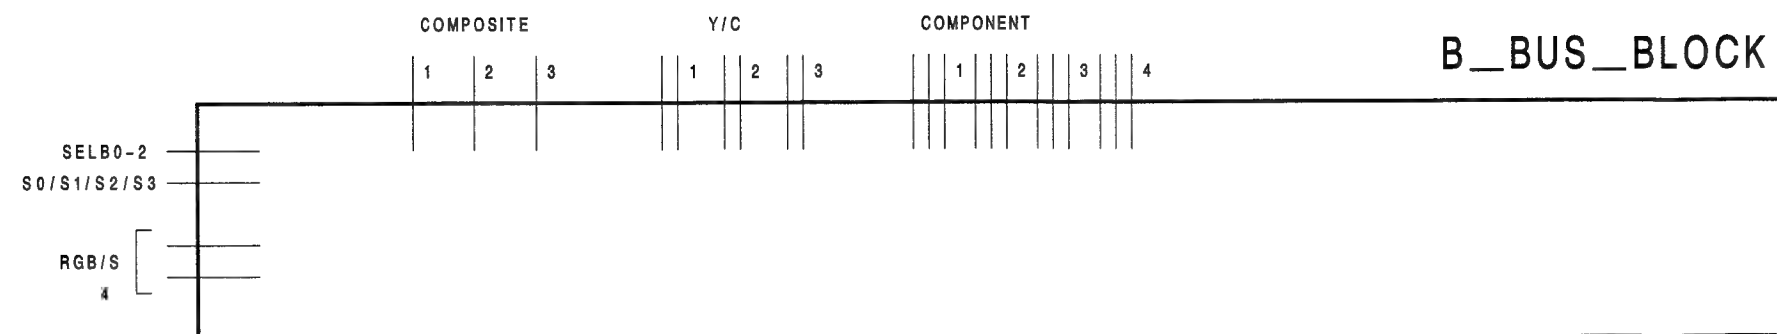 COMPOSITE Y/C COMPONENT
B_BUS_BLOCK
1 2 3 1 2 3 1 2 3 4
SELB0-2
S0/S1/S2/S3
RGB/S
4